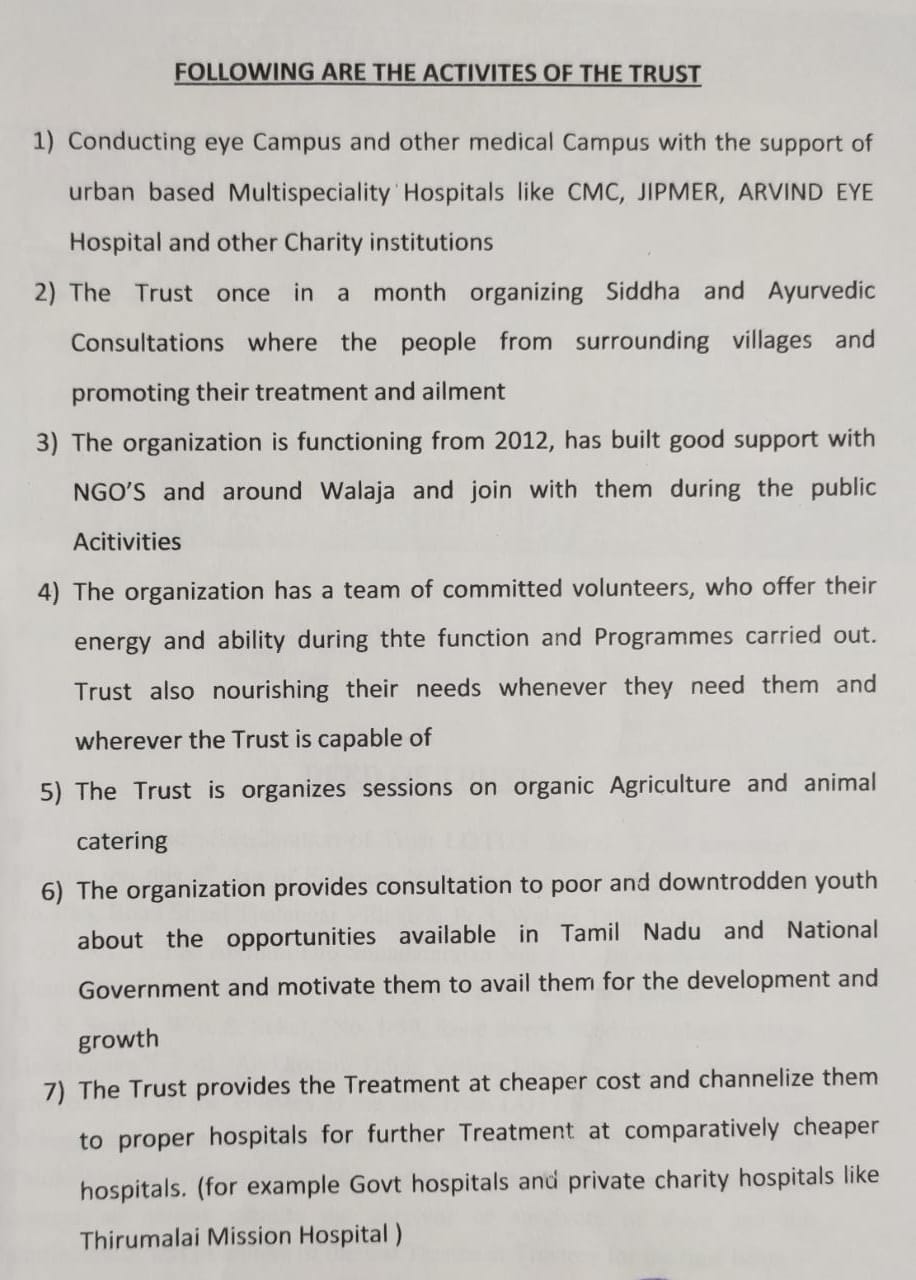 FOLLOWING ARE THE ACTIVITES OF THE TRUST
1) Conducting eye Campus and other medical Campus with the support of
urban based Multispeciality Hospitals like CMC, JIPMER, ARVIND EYE
Hospital and other Charity institutions
2) The Trust once in a month organizing Siddha and Ayurvedic
Consultations where the people from surrounding villages and
promoting their treatment and ailment
3) The organization is functioning from 2012, has built good support with
NGO’S and around Walaja and join with them during the public
Acitivities
4) The organization has a team of committed volunteers, who offer their
energy and ability during thte function and Programmes carried out.
Trust also nourishing their needs whenever they need them and
wherever the Trust is capable of
5) The Trust is organizes sessions on organic Agriculture and animal
catering
6) The organization provides consultation to poor and downtrodden youth
about the opportunities available in Tamil Nadu and National
Government and motivate them to avail them for the development and
growth
7) The Trust provides the Treatment at cheaper cost and channelize them
to proper hospitals for further Treatment at comparatively cheaper
hospitals. (for example Govt hospitals and private charity hospitals like
Thirumalai Mission Hospital )